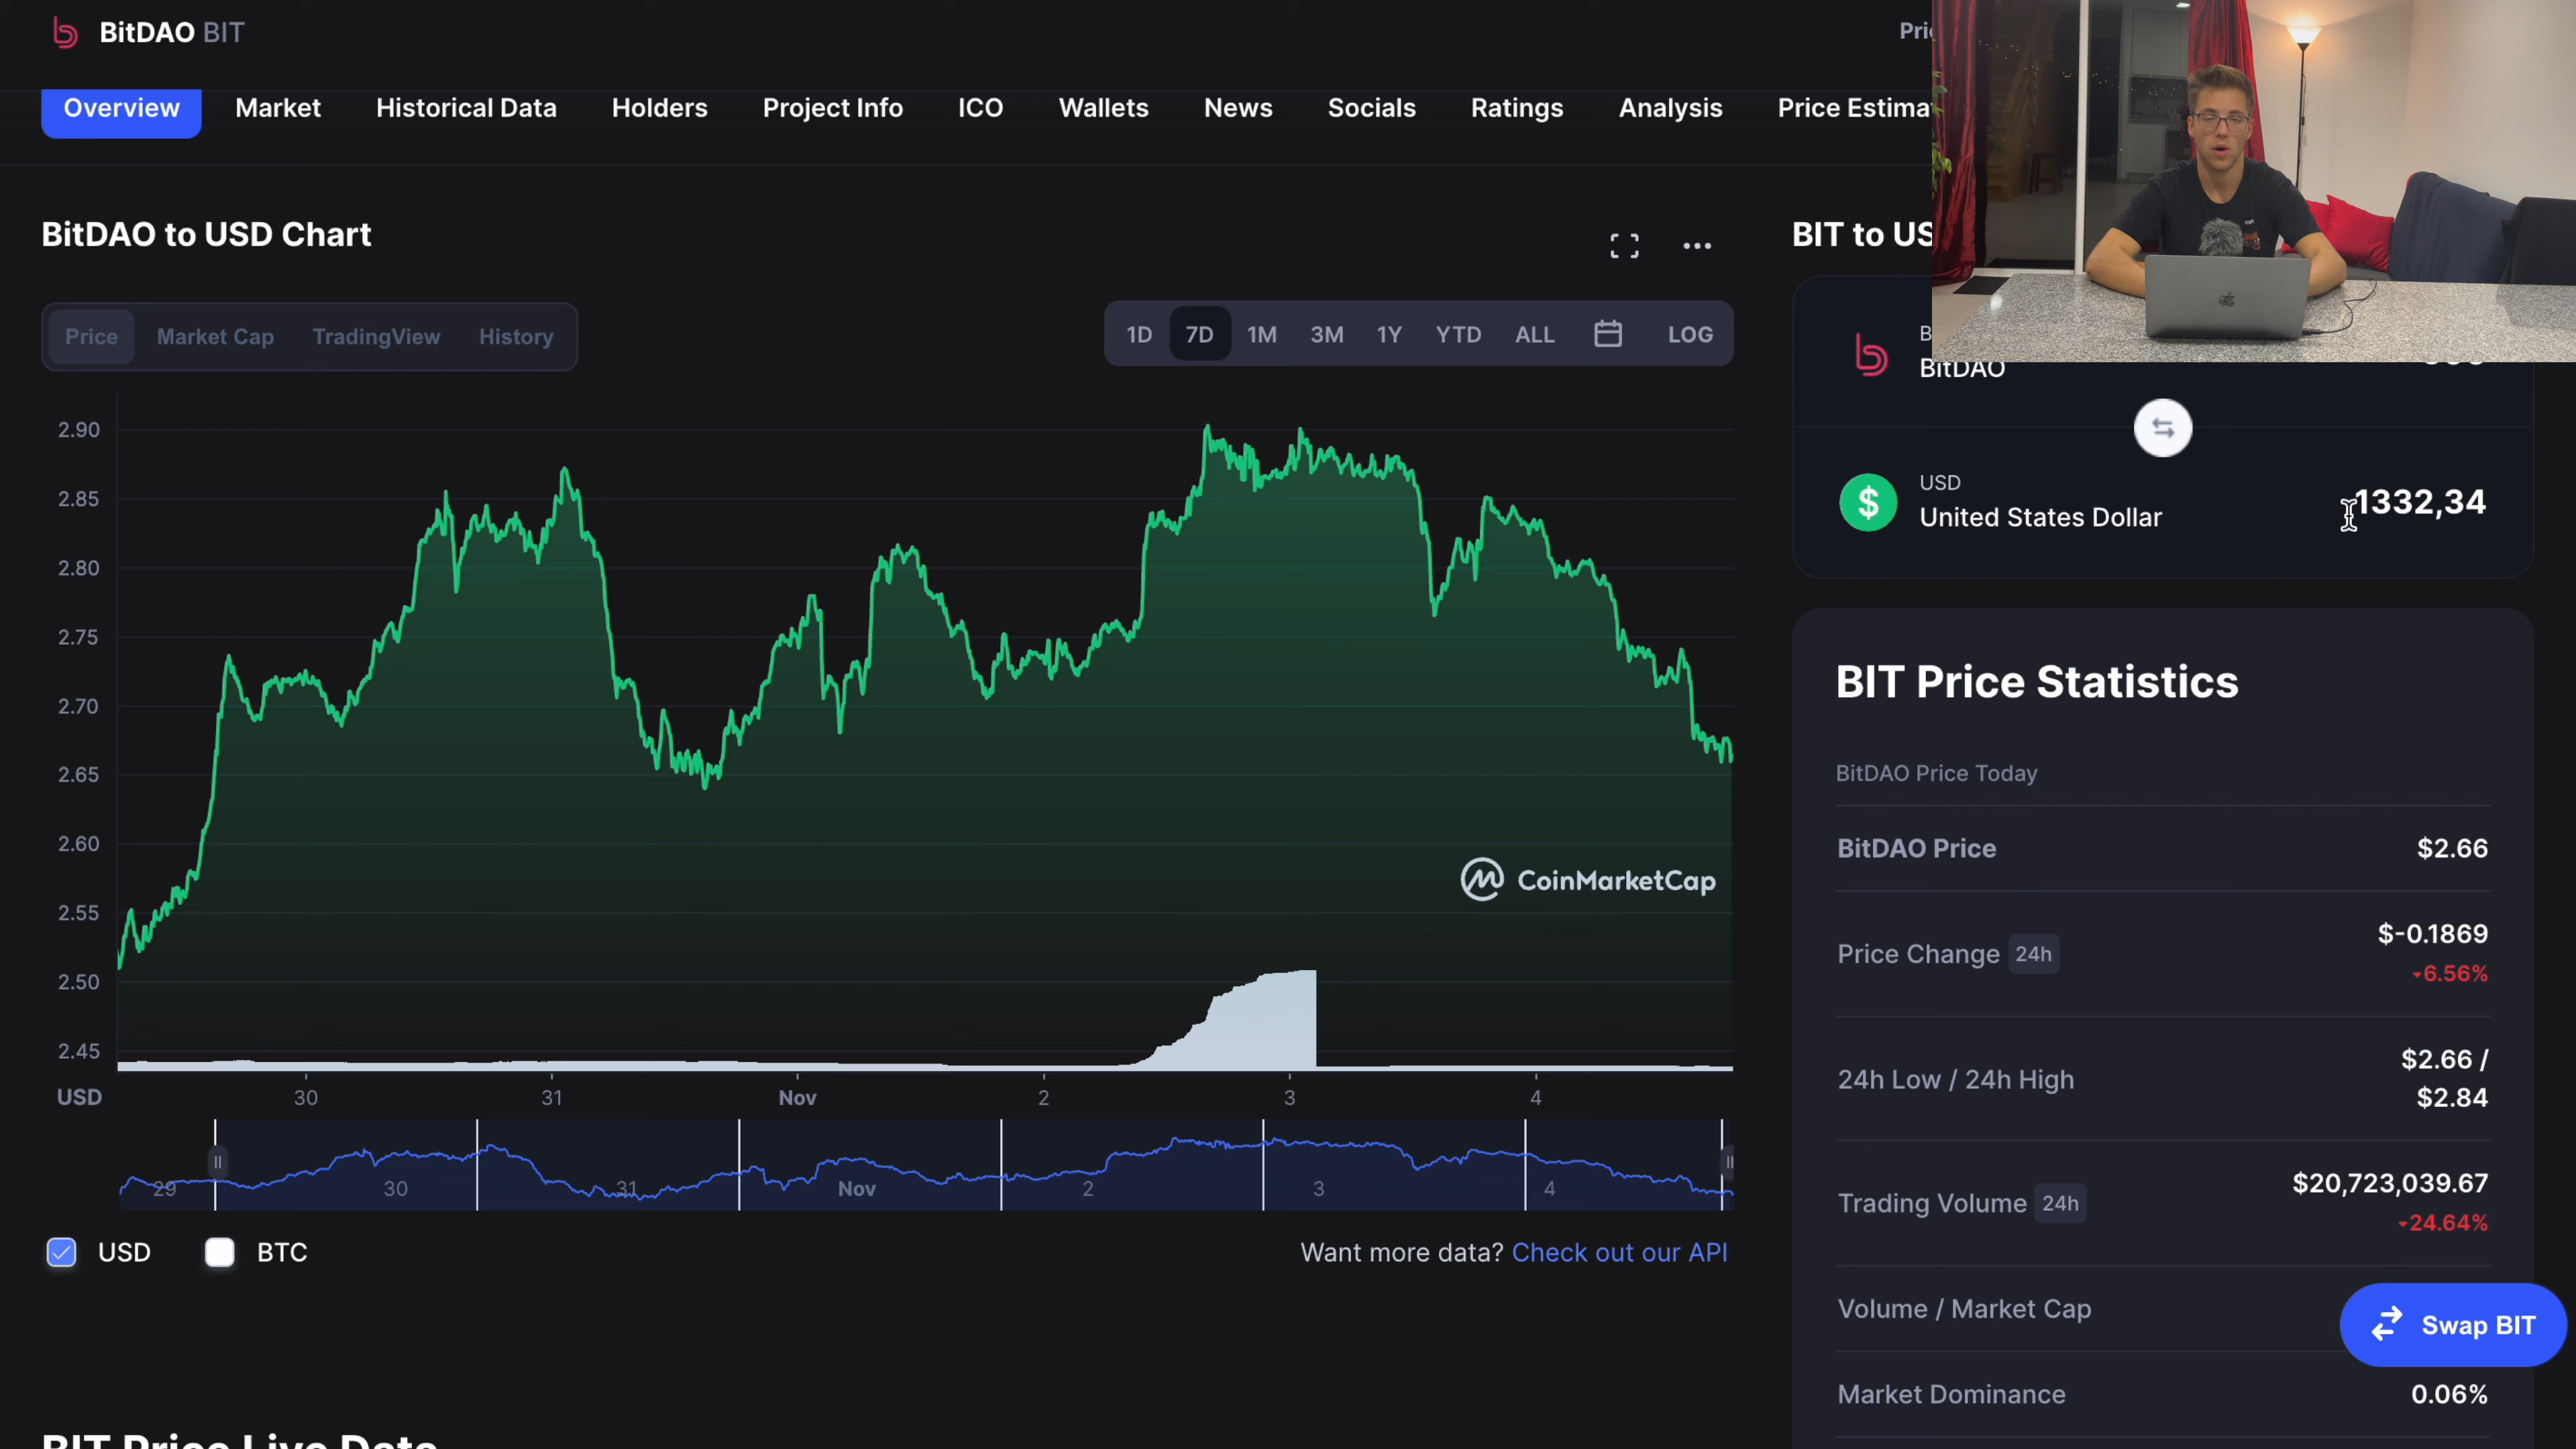 BitDAO BIT
Overview
Market
Historical Data
Holders
Project Info
ICO
Wallets
News
Socials
Ratings
Analysis
BitDAO to USD Chart
BIT to
Price
Market Cap
TradingView
History
1D
7D
1M
3M
1Y
YTD
ALL
LOG
BitDAO
USD
United States Dollar
1332,34
2.90
2.85
2.80
2.75
2.70
2.65
2.60
2.55
2.50
2.45
CoinMarketCap
USD
30
31
Nov
2
3
4
29
30
31
Nov
2
3
4
USD
BTC
Want more data? Check out our API
BIT Price Statistics
BitDAO Price Today
BitDAO Price
$2.66
Price Change 24h
$-0.1869
6.56%
24h Low / 24h High
$2.66 /
$2.84
Trading Volume 24h
$20,723,039.67
24.64%
Volume / Market Cap
Swap BIT
Market Dominance
0.06%
BIT Price Live Data